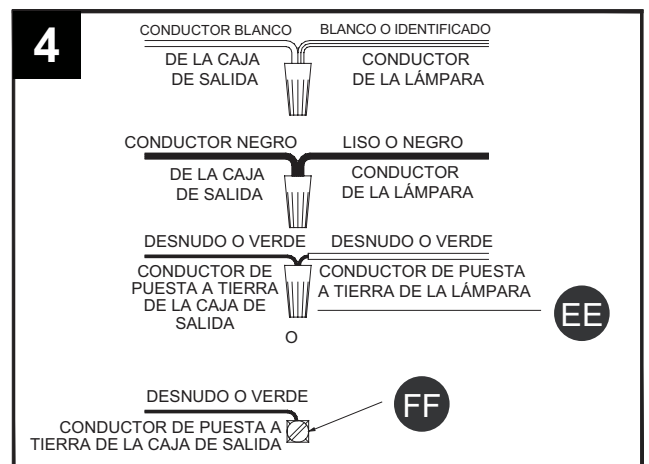 4
CONDUCTOR BLANCO
BLANCO O IDENTIFICADO
DE LA CAJA
DE SALIDA
CONDUCTOR
DE LA LÁMPARA
CONDUCTOR NEGRO
LISO O NEGRO
DE LA CAJA
DE SALIDA
CONDUCTOR
DE LA LÁMPARA
DESNUDO O VERDE
DESNUDO O VERDE
CONDUCTOR DE
PUESTA A TIERRA
DE LA CAJA DE
SALIDA
CONDUCTOR DE PUESTA
A TIERRA DE LA LÁMPARA
EE
O
DESNUDO O VERDE
CONDUCTOR DE PUESTA A
TIERRA DE LA CAJA DE SALIDA
FF